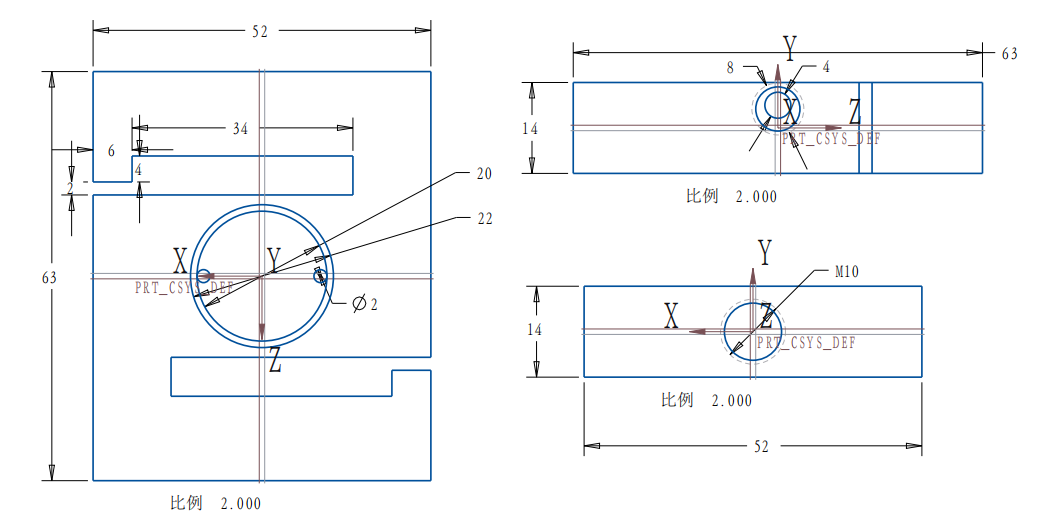 52
34
6
4
2
20
22
X
Y
63
PRT_CSYS_DEF
∅2
Z
比例 2.000
63
Y
8
4
X
Z
14
PRT_CSYS_DEF
比例 2.000
Y
M10
X
Z
14
PRT_CSYS_DEF
比例 2.000
52